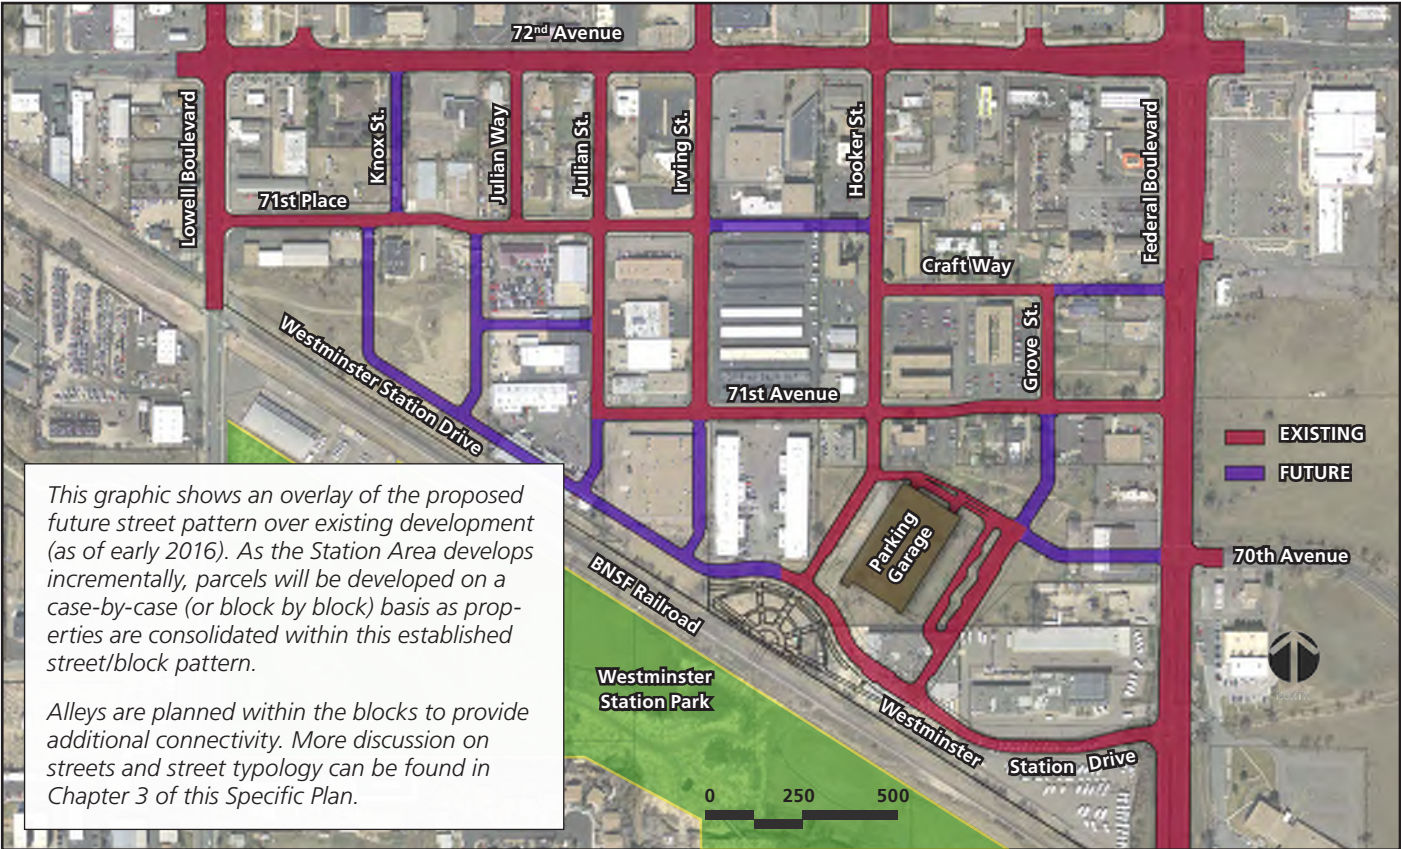 72nd Avenue
Lowell Boulevard
Knox St.
Julian Way
Julian St.
Irving St.
Hooker St.
Federal Boulevard
71st Place
Craft Way
Grove St.
Westminster Station Drive
71st Avenue
EXISTING
FUTURE
This graphic shows an overlay of the proposed
future street pattern over existing development
(as of early 2016). As the Station Area develops
incrementally, parcels will be developed on a
case-by-case (or block by block) basis as prop-
erties are consolidated within this established
street/block pattern.
Alleys are planned within the blocks to provide
additional connectivity. More discussion on
streets and street typology can be found in
Chapter 3 of this Specific Plan.
Parking
Garage
70th Avenue
BNSF Railroad
Westminster
Station Park
Westminster Station Drive
0 250 500